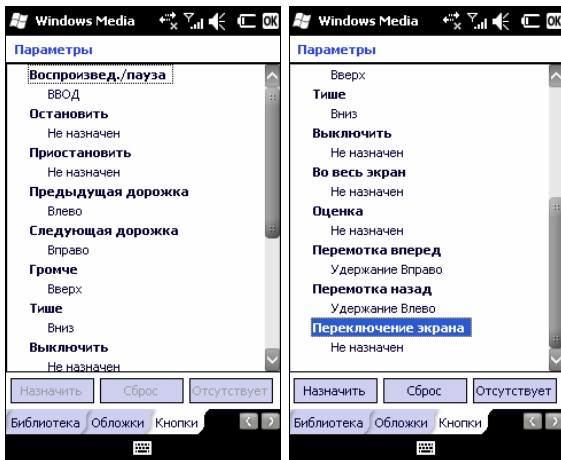 Windows Media
OK
Параметры
Воспроизвед./пауза
ВВОД
Остановить
Не назначен
Приостановить
Не назначен
Предыдущая дорожка
Влево
Следующая дорожка
Вправо
Громче
Вверх
Тише
Вниз
Выключить
Не назначен
Назначить
Сброс
Отсутствует
Библиотека
Обложки
Кнопки
Windows Media
OK
Параметры
Вверх
Тише
Вниз
Выключить
Не назначен
Во весь экран
Не назначен
Оценка
Не назначен
Перемотка вперед
Удержание Вправо
Перемотка назад
Удержание Влево
Переключение экрана
Не назначен
Назначить
Сброс
Отсутствует
Библиотека
Обложки
Кнопки